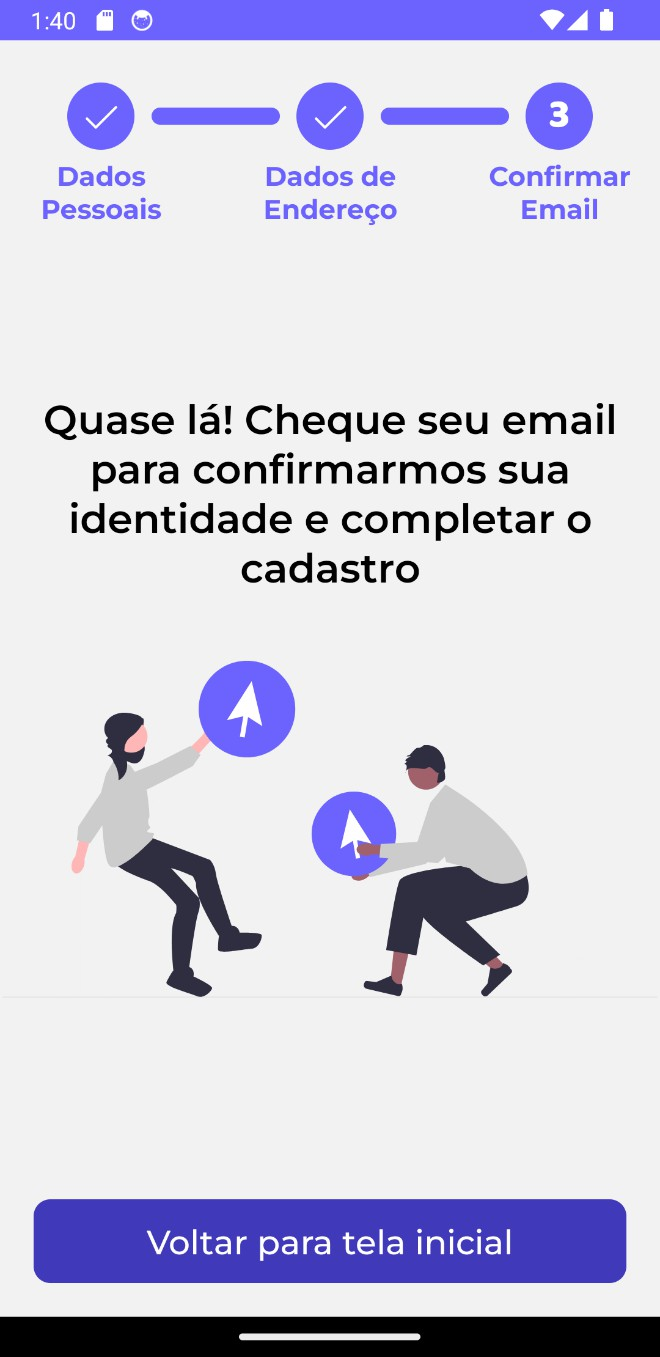 1:40
3
Dados
Pessoais
Dados de
Endereço
Confirmar
Email
Quase lá! Cheque seu email
para confirmarmos sua
identidade e completar o
cadastro
Voltar para tela inicial